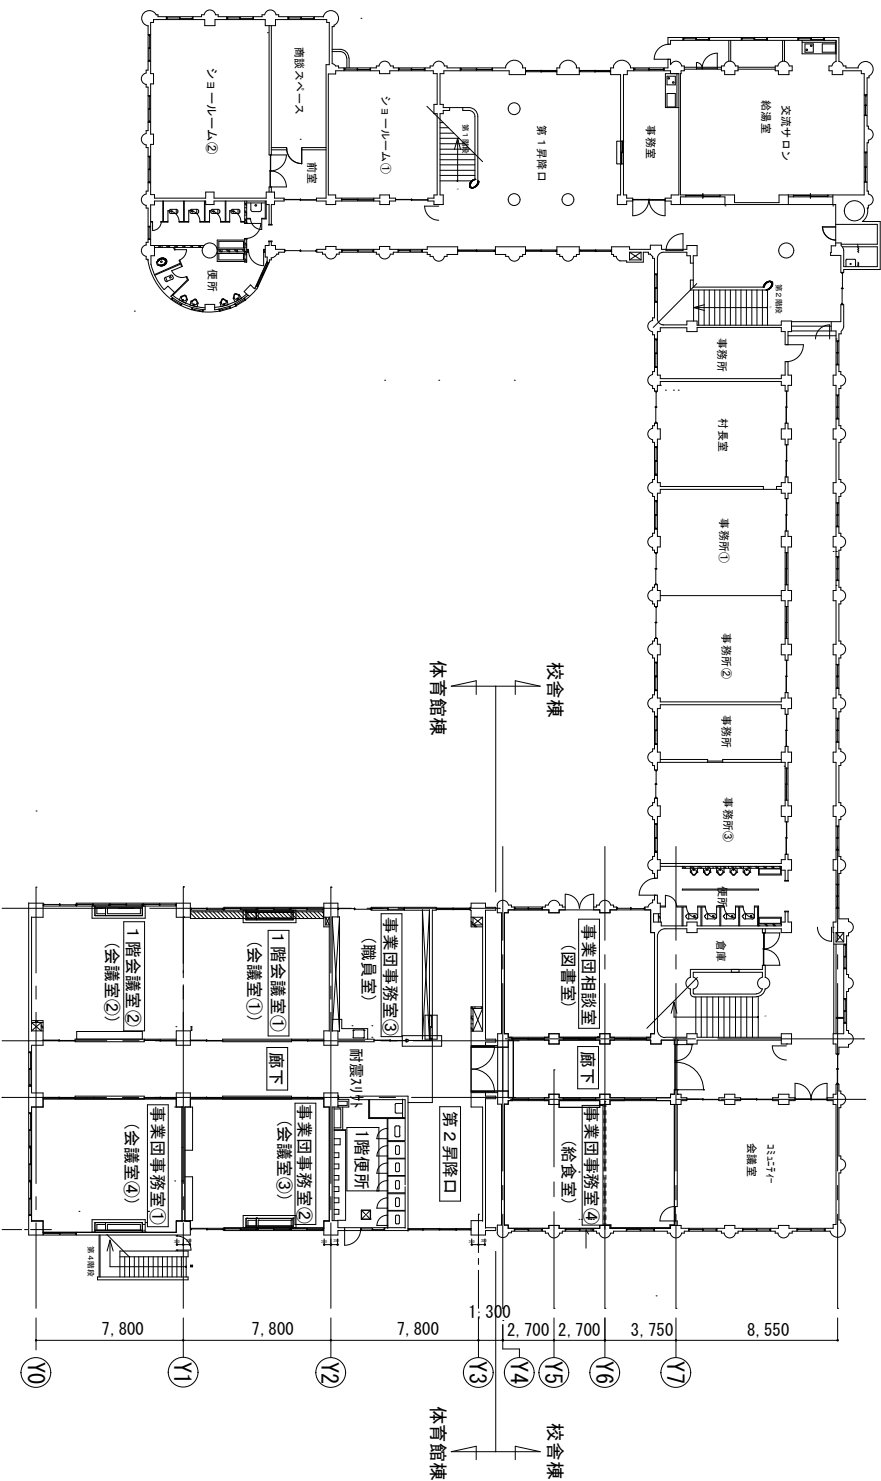 ショールーム②
商談スペース
前室
ショールーム①
第1階段
第1昇降口
事務室
交流サロン
給湯室
便所
第2階段
事務所
村長室
事務所①
事務所②
事務所
事務所③
便所
倉庫
校舎棟
体育館棟
1階会議室②
(会議室②)
1階会議室①
(会議室①)
事業団事務室③
(職員室)
事業団相談室
(図書室)
廊下
耐震スリット
廊下
事業団事務室①
(会議室④)
事業団事務室②
(会議室③)
1階便所
第2昇降口
事業団事務室④
(給食室)
コミュニティー
会議室
第4階段
1:300
7,800
7,800
7,800
2,700
2,700
3,750
8,550
Y0
Y1
Y2
Y3
Y4
Y5
Y6
Y7
校舎棟
体育館棟